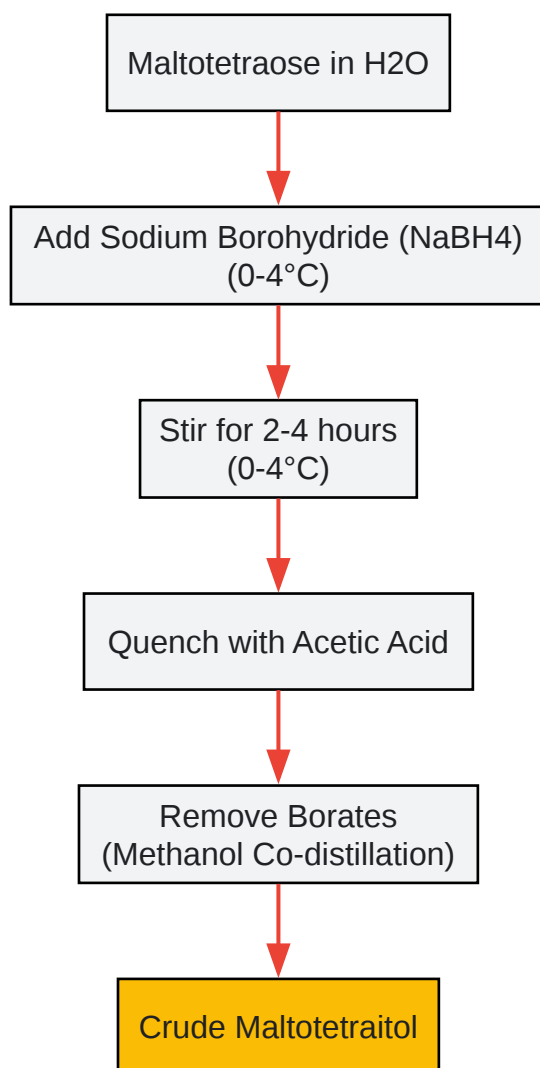 Maltotetraose in H2O
Add Sodium Borohydride (NaBH4)
(0-4°C)
Stir for 2-4 hours
(0-4°C)
Quench with Acetic Acid
Remove Borates
(Methanol Co-distillation)
Crude Maltotetraitol